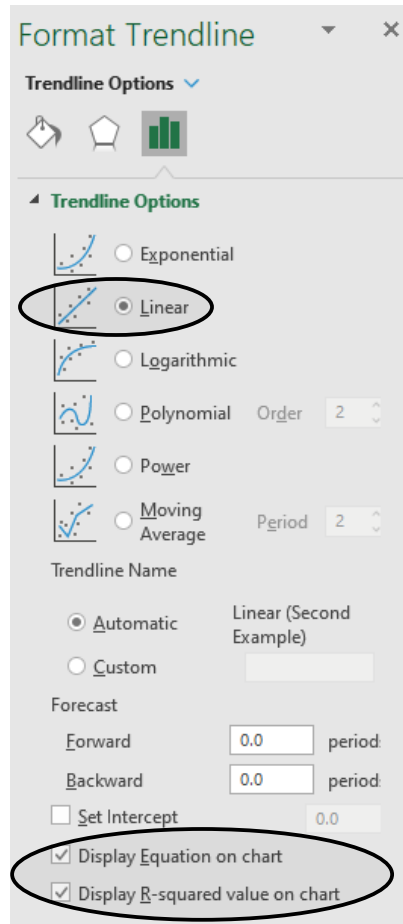 Format Trendline
Trendline Options
Trendline Options
Exponential
Linear
Logarithmic
Polynomial Order 2
Power
Moving Average Period 2
Trendline Name
Automatic Linear (Second Example)
Custom
Forecast
Forward 0.0 period
Backward 0.0 period
Set Intercept 0.0
Display Equation on chart
Display R-squared value on chart